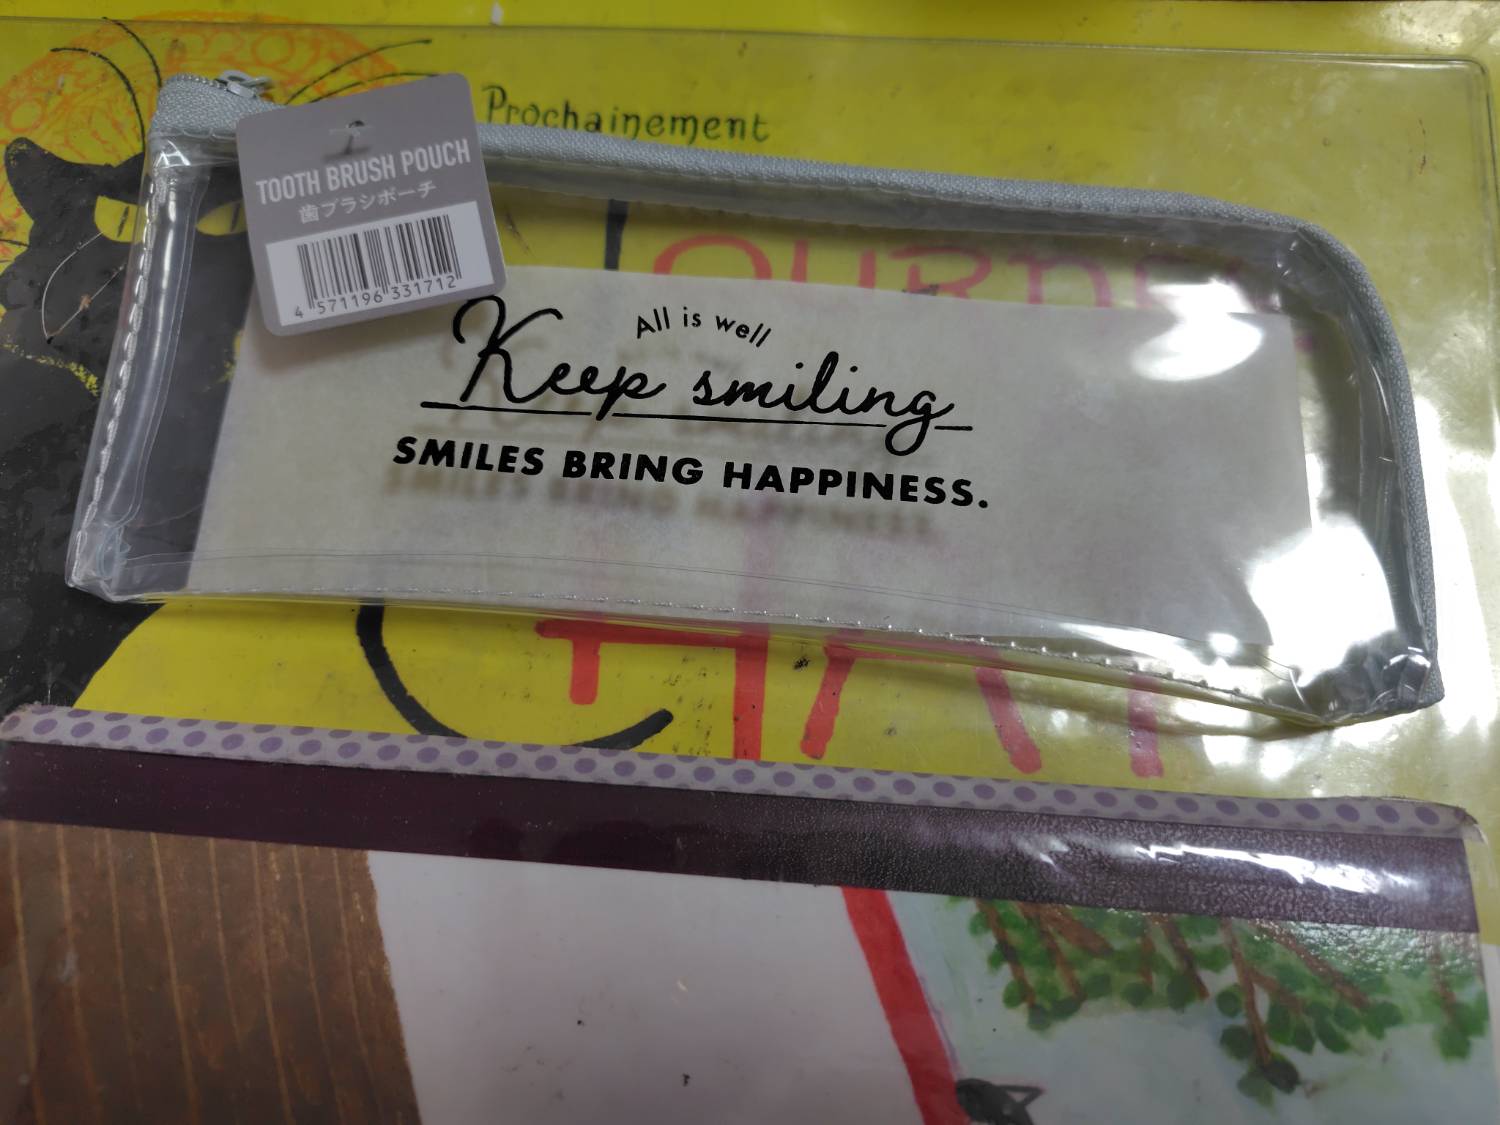 Prochainement
TOOTH BRUSH POUCH
歯ブラシポーチ
4 571196 331712
All is well
Keep smiling
SMILES BRING HAPPINESS.